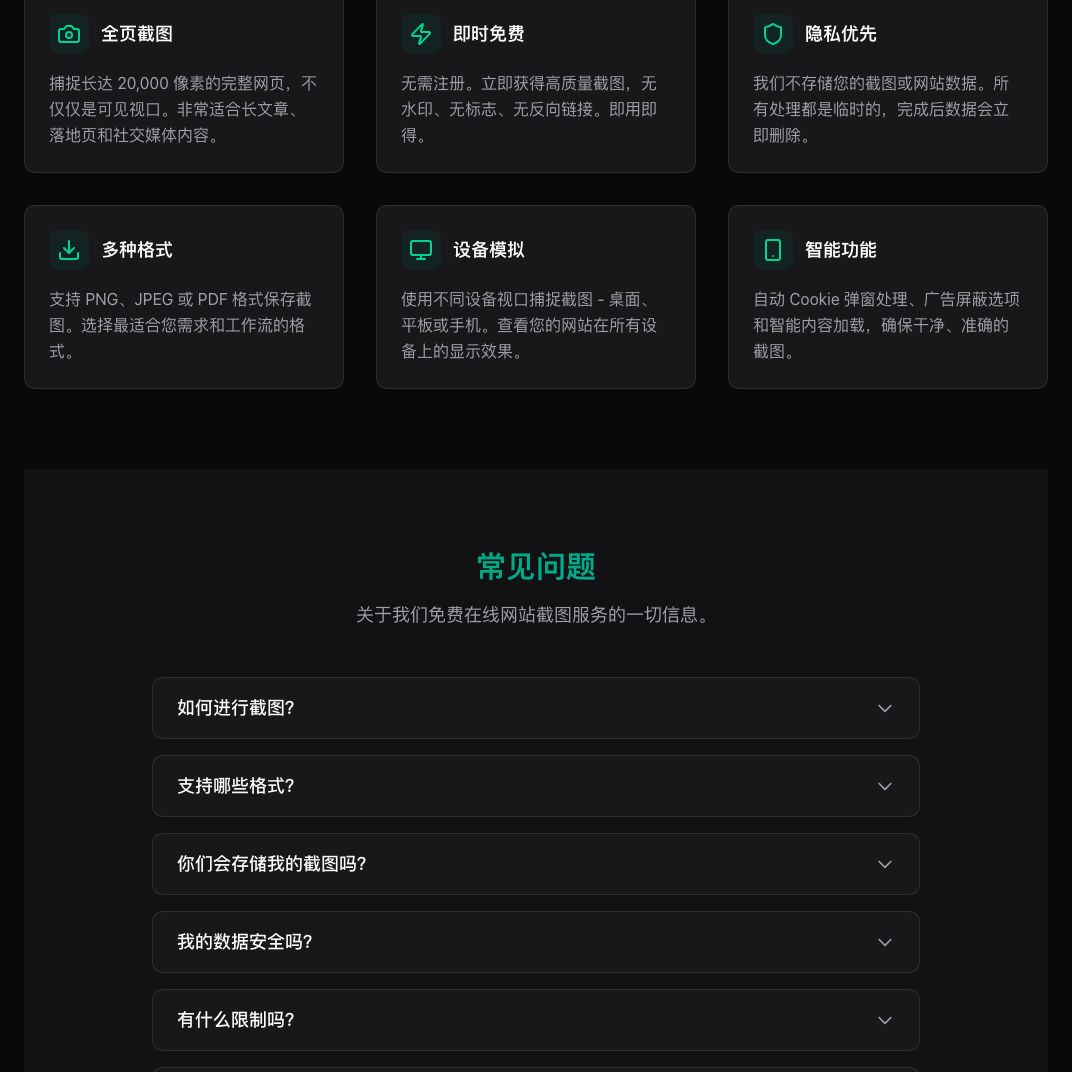 全页截图
捕捉长达 20,000 像素的完整网页，不
仅仅是可见视口。非常适合长文章、
落地页和社交媒体内容。
即时免费
无需注册。立即获得高质量截图，无
水印、无标志、无反向链接。即用即
得。
隐私优先
我们不存储您的截图或网站数据。所
有处理都是临时的，完成后数据会立
即删除。
多种格式
支持 PNG、JPEG 或 PDF 格式保存截
图。选择最适合您需求和工作流的格
式。
设备模拟
使用不同设备视口捕捉截图 - 桌面、
平板或手机。查看您的网站在所有设
备上的显示效果。
智能功能
自动 Cookie 弹窗处理、广告屏蔽选项
和智能内容加载，确保干净、准确的
截图。
常见问题
关于我们免费在线网站截图服务的一切信息。
如何进行截图?
支持哪些格式?
你们会存储我的截图吗?
我的数据安全吗?
有什么限制吗?